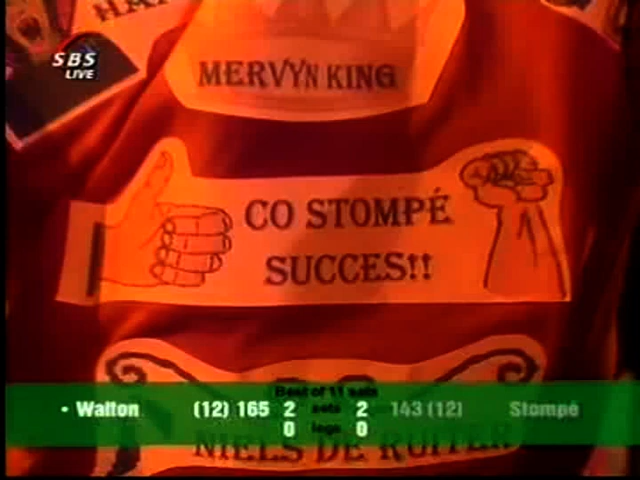 HA
SBS
LIVE
MERVYN KING
CO STOMPÉ
SUCCES!!
Best of 11 sets
• Walton (12) 165 2 sets 2 143 (12) Stompé
0 legs 0
NIELS DE RUITER